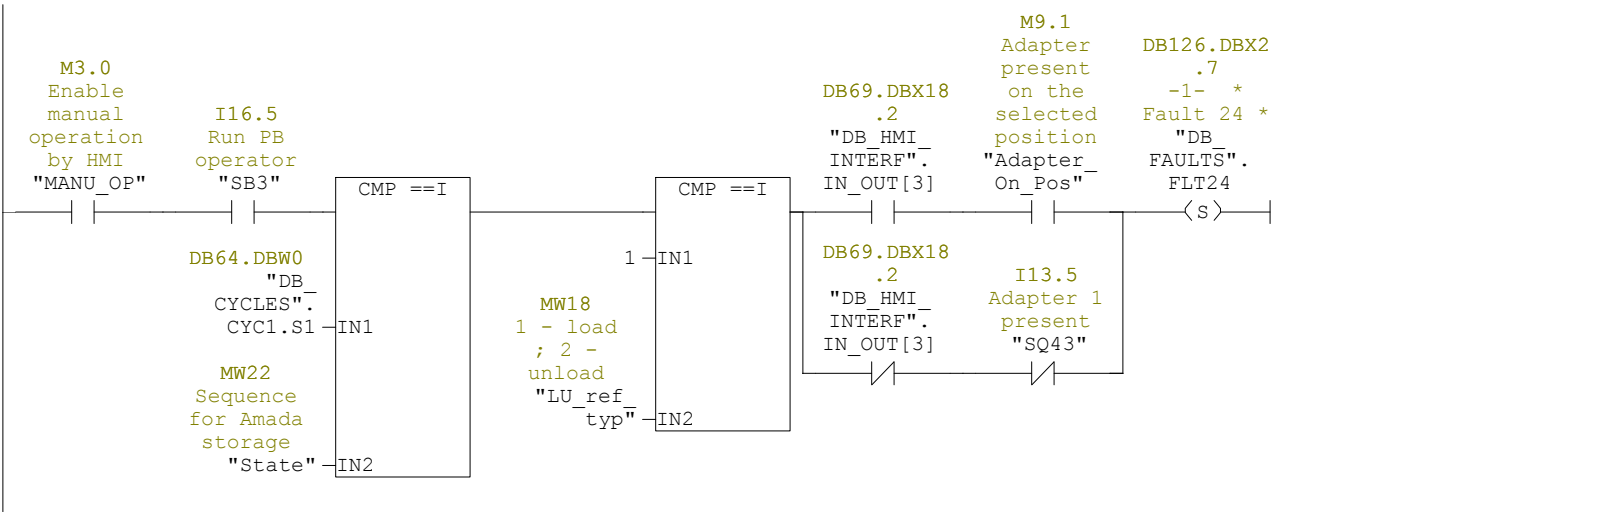 M3.0
Enable
manual
operation
by HMI
"MANU_OP"
I16.5
Run PB
operator
"SB3"
CMP ==I
DB64.DBW0
"DB_
CYCLES".
CYC1.S1
IN1
MW22
Sequence
for Amada
storage
"State"
IN2
CMP ==I
1
IN1
MW18
1 - load
; 2 -
unload
"LU_ref_
typ"
IN2
DB69.DBX18
.2
"DB_HMI_
INTERF".
IN_OUT[3]
M9.1
Adapter
present
on the
selected
position
"Adapter_
On_Pos"
DB126.DBX2
.7
-1- *
Fault 24 *
"DB_
FAULTS".
FLT24
S
DB69.DBX18
.2
"DB_HMI_
INTERF".
IN_OUT[3]
I13.5
Adapter 1
present
"SQ43"